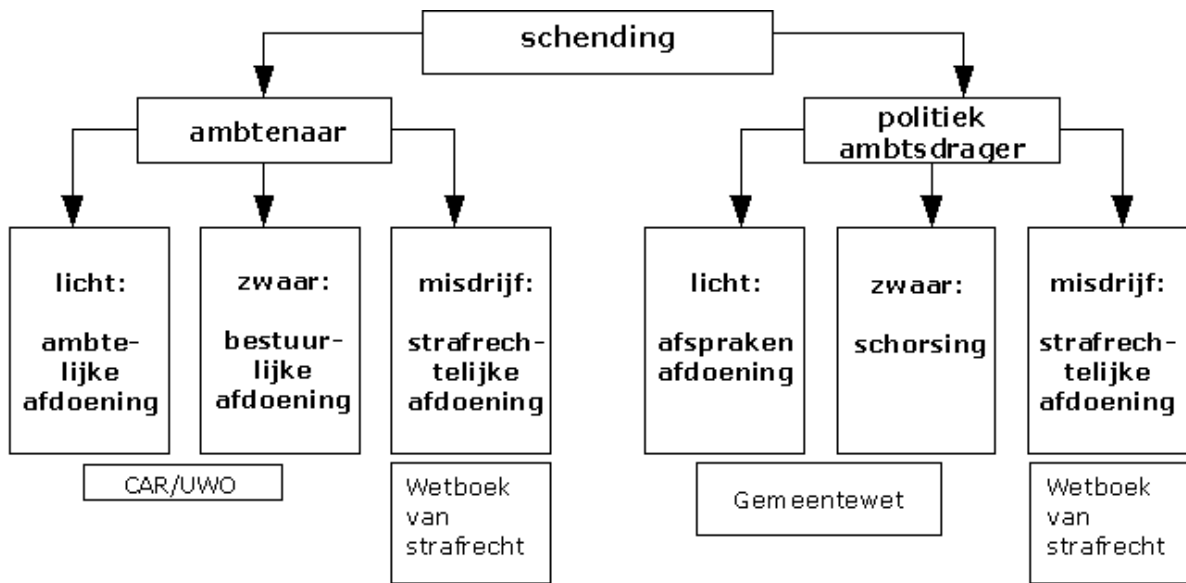 schending
ambtenaar
politiek
ambtsdrager
licht:
ambte-
lijke
afdoening
zwaar:
bestuur-
lijke
afdoening
misdrijf:
strafrech-
telijke
afdoening
licht:
afspraken
afdoening
zwaar:
schorsing
misdrijf:
strafrech-
telijke
afdoening
CAR/UWO
Wetboek
van
strafrecht
Gemeentewet
Wetboek
van
strafrecht